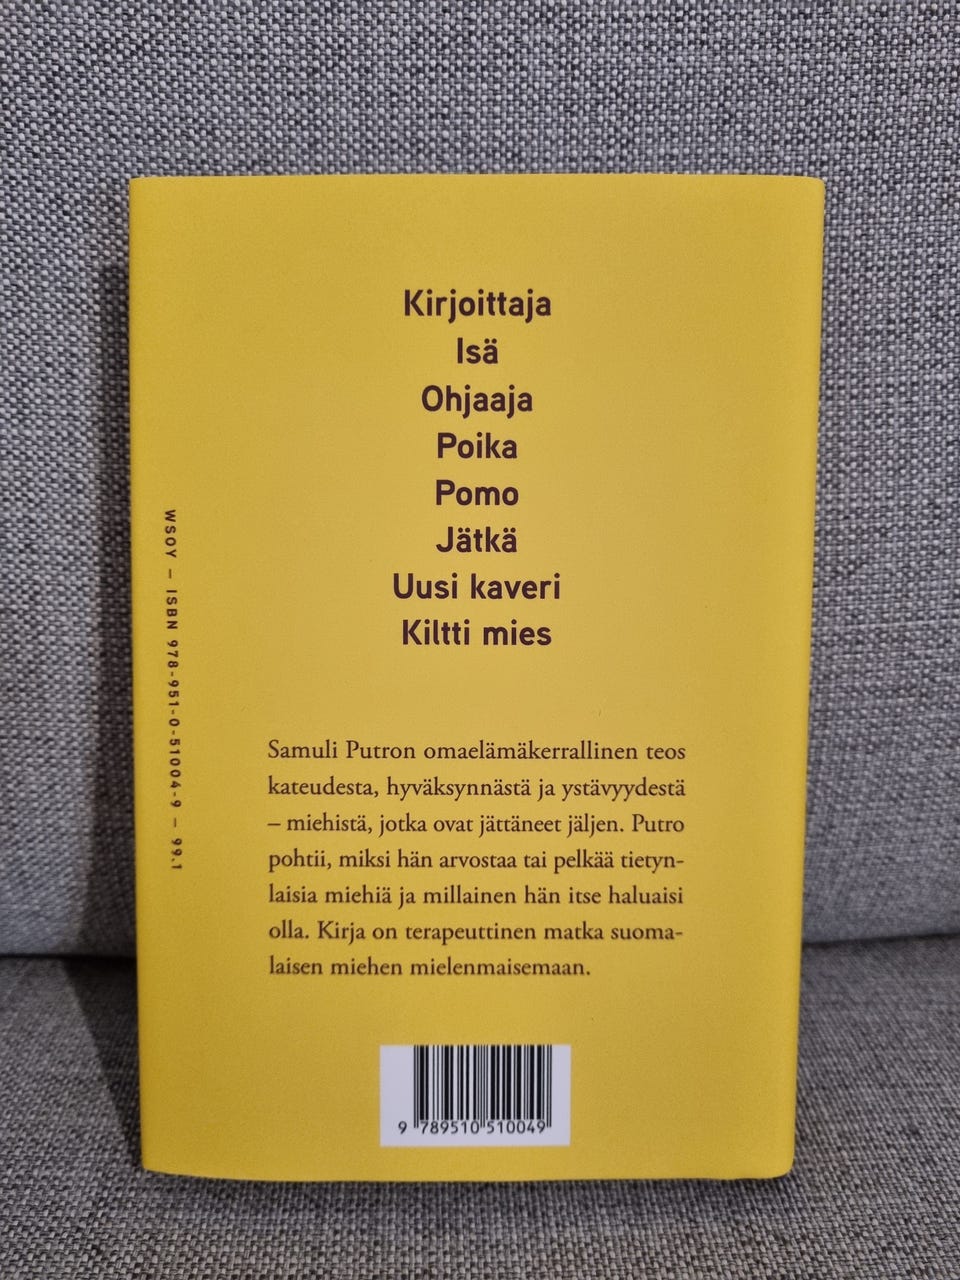 Kirjoittaja
Isä
Ohjaaja
Poika
Pomo
Jätkä
Uusi kaveri
Kiltti mies
Samuli Putron omaelämäkerrallinen teos
kateudesta, hyväksynnästä ja ystävyydestä
– miehistä, jotka ovat jättäneet jäljen. Putro
pohtii, miksi hän arvostaa tai pelkää tietyn-
laisia miehiä ja millainen hän itse haluaisi
olla. Kirja on terapeuttinen matka suoma-
laisen miehen mielenmaisemaan.
WSOY – ISBN 978-951-0-51004-9 – 99.1
9 789510 510049